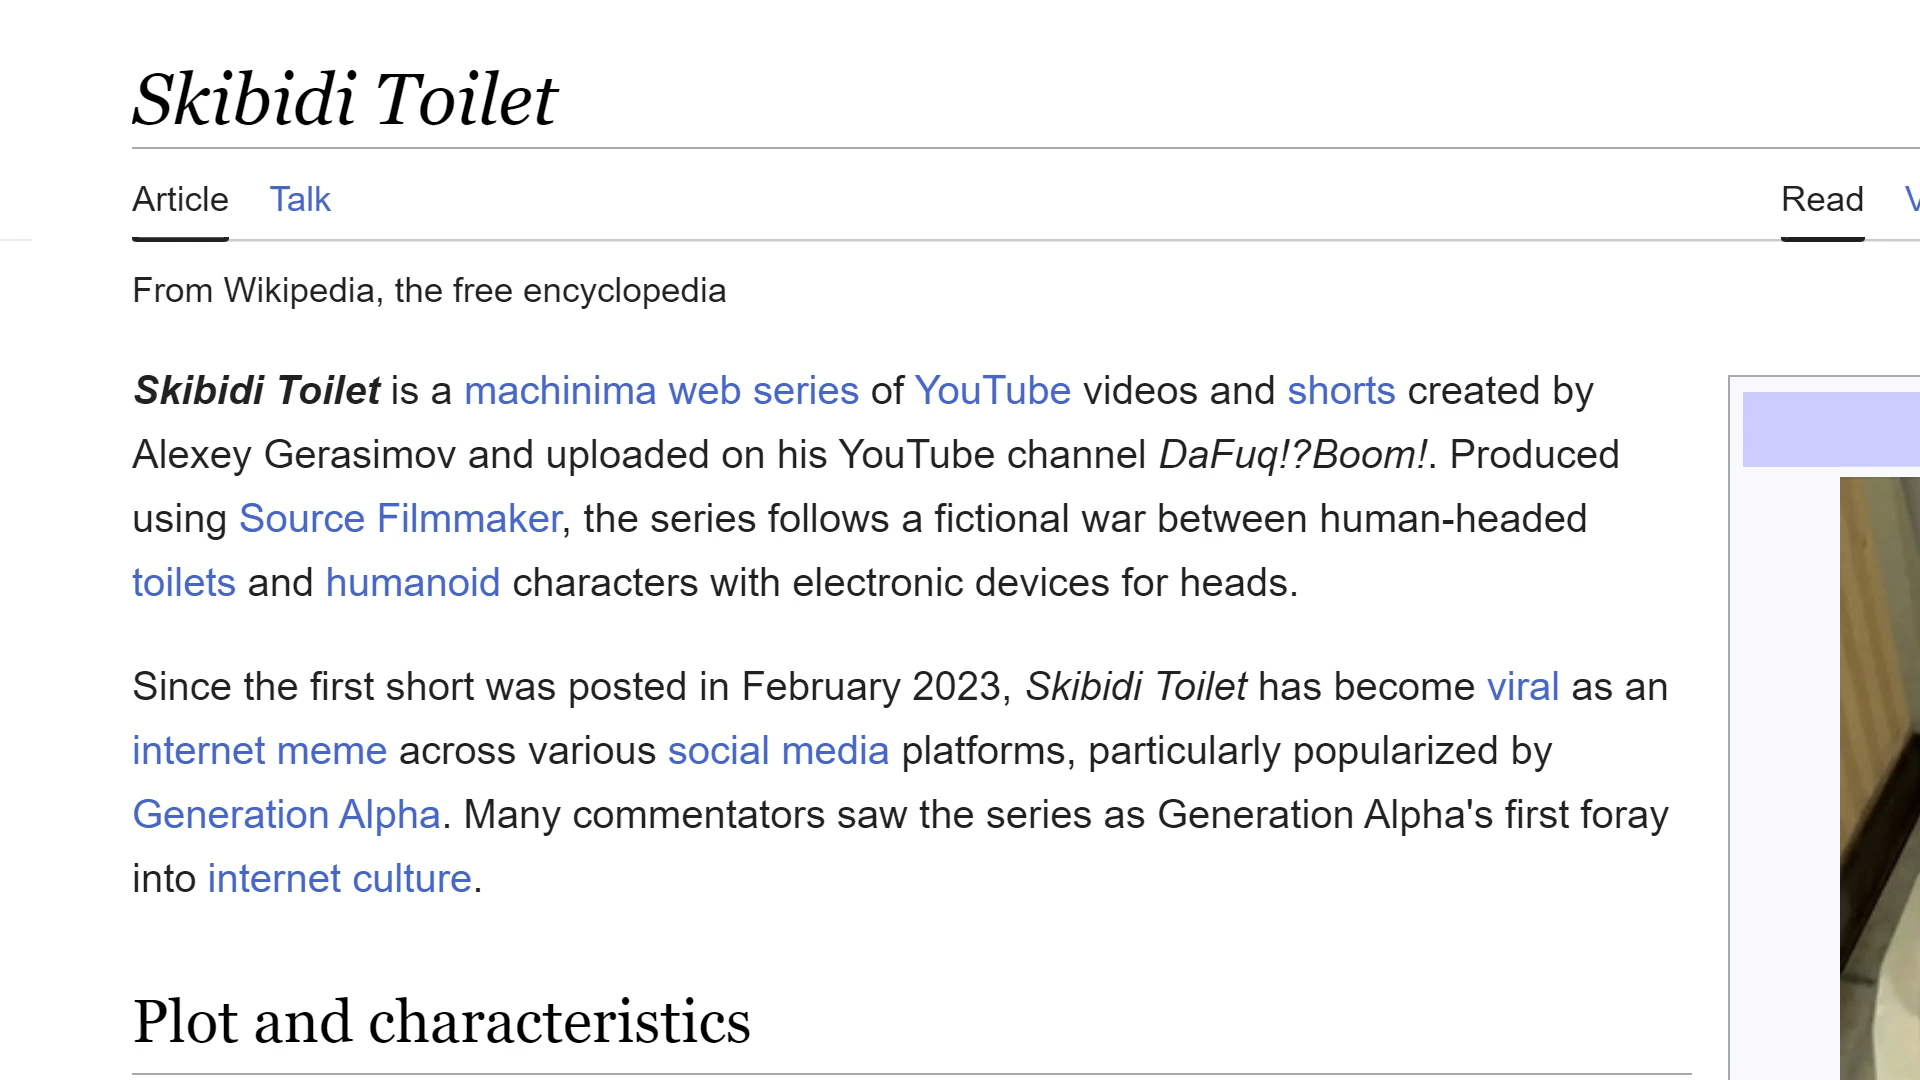 Skibidi Toilet
Article Talk Read
From Wikipedia, the free encyclopedia
Skibidi Toilet is a machinima web series of YouTube videos and shorts created by
Alexey Gerasimov and uploaded on his YouTube channel DaFuq!?Boom!. Produced
using Source Filmmaker, the series follows a fictional war between human-headed
toilets and humanoid characters with electronic devices for heads.
Since the first short was posted in February 2023, Skibidi Toilet has become viral as an
internet meme across various social media platforms, particularly popularized by
Generation Alpha. Many commentators saw the series as Generation Alpha's first foray
into internet culture.
Plot and characteristics